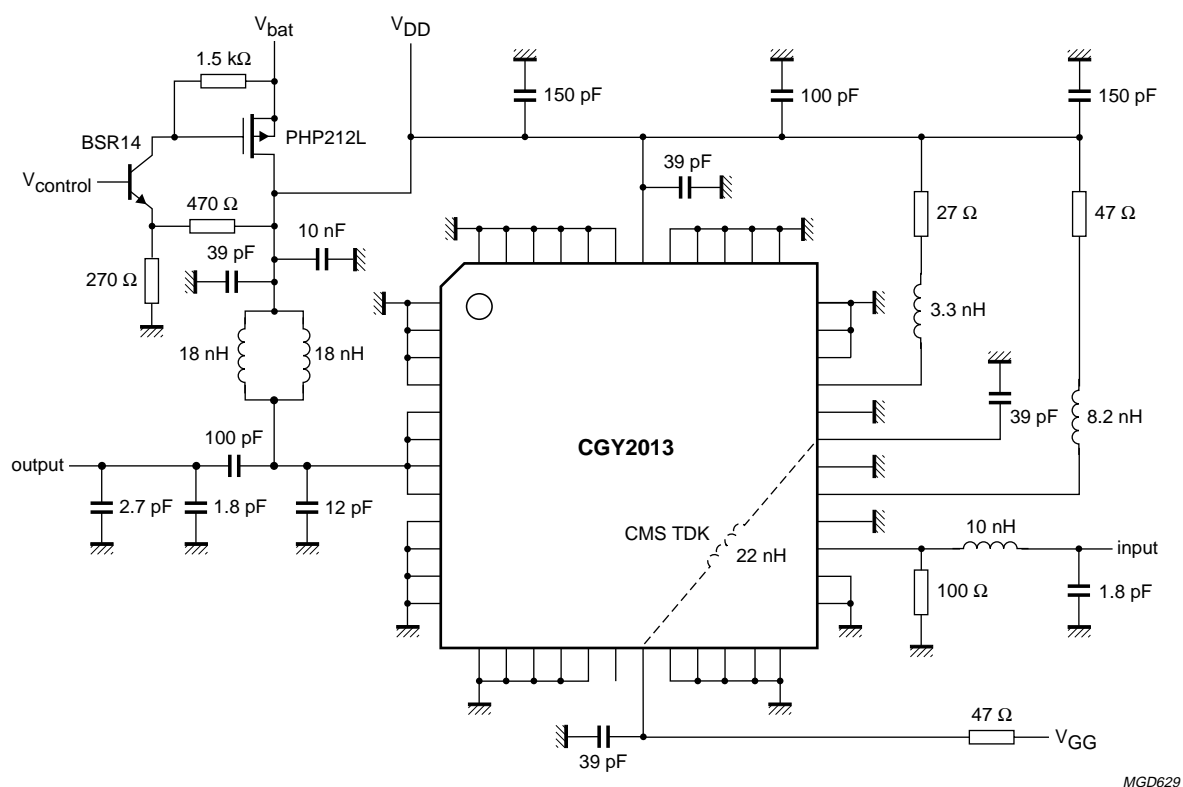 Vbat
VDD
1.5 kΩ
150 pF
100 pF
150 pF
BSR14
PHP212L
39 pF
Vcontrol
470 Ω
10 nF
27 Ω
47 Ω
39 pF
270 Ω
3.3 nH
18 nH
18 nH
39 pF
8.2 nH
100 pF
CGY2013
output
2.7 pF
1.8 pF
12 pF
CMS TDK
22 nH
10 nH
input
100 Ω
1.8 pF
47 Ω
VGG
39 pF
MGD629